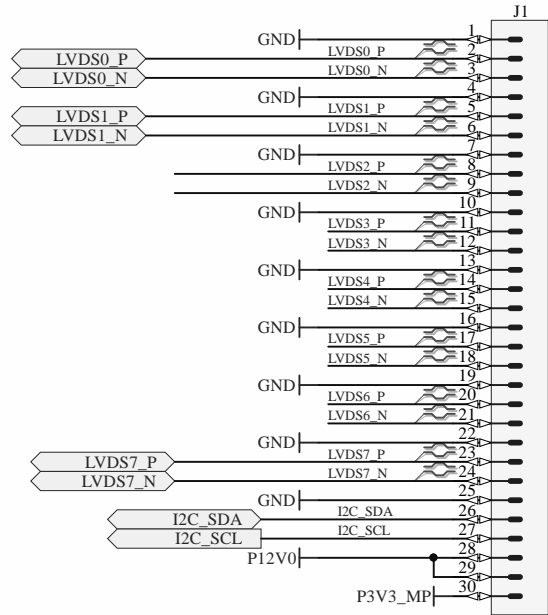 J1
GND 1
LVDS0_P LVDS0_P 2
LVDS0_N LVDS0_N 3
GND 4
LVDS1_P LVDS1_P 5
LVDS1_N LVDS1_N 6
GND 7
LVDS2_P 8
LVDS2_N 9
GND 10
LVDS3_P 11
LVDS3_N 12
GND 13
LVDS4_P 14
LVDS4_N 15
GND 16
LVDS5_P 17
LVDS5_N 18
GND 19
LVDS6_P 20
LVDS6_N 21
GND 22
LVDS7_P LVDS7_P 23
LVDS7_N LVDS7_N 24
GND 25
I2C_SDA I2C_SDA 26
I2C_SCL I2C_SCL 27
P12V0 28
29
P3V3_MP 30